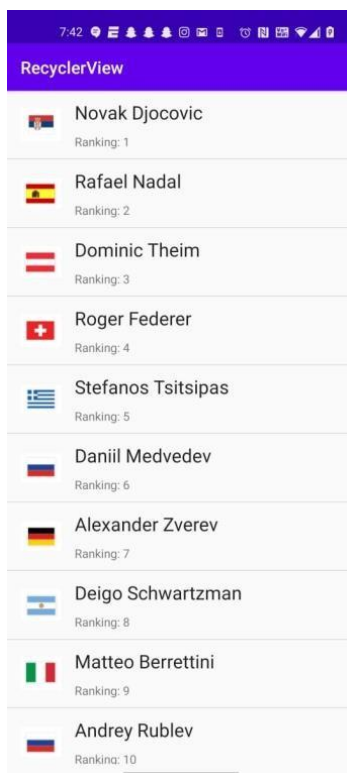 7:42
RecyclerView
Novak Djocovic
Ranking: 1
Rafael Nadal
Ranking: 2
Dominic Theim
Ranking: 3
Roger Federer
Ranking: 4
Stefanos Tsitsipas
Ranking: 5
Daniil Medvedev
Ranking: 6
Alexander Zverev
Ranking: 7
Deigo Schwartzman
Ranking: 8
Matteo Berrettini
Ranking: 9
Andrey Rublev
Ranking: 10